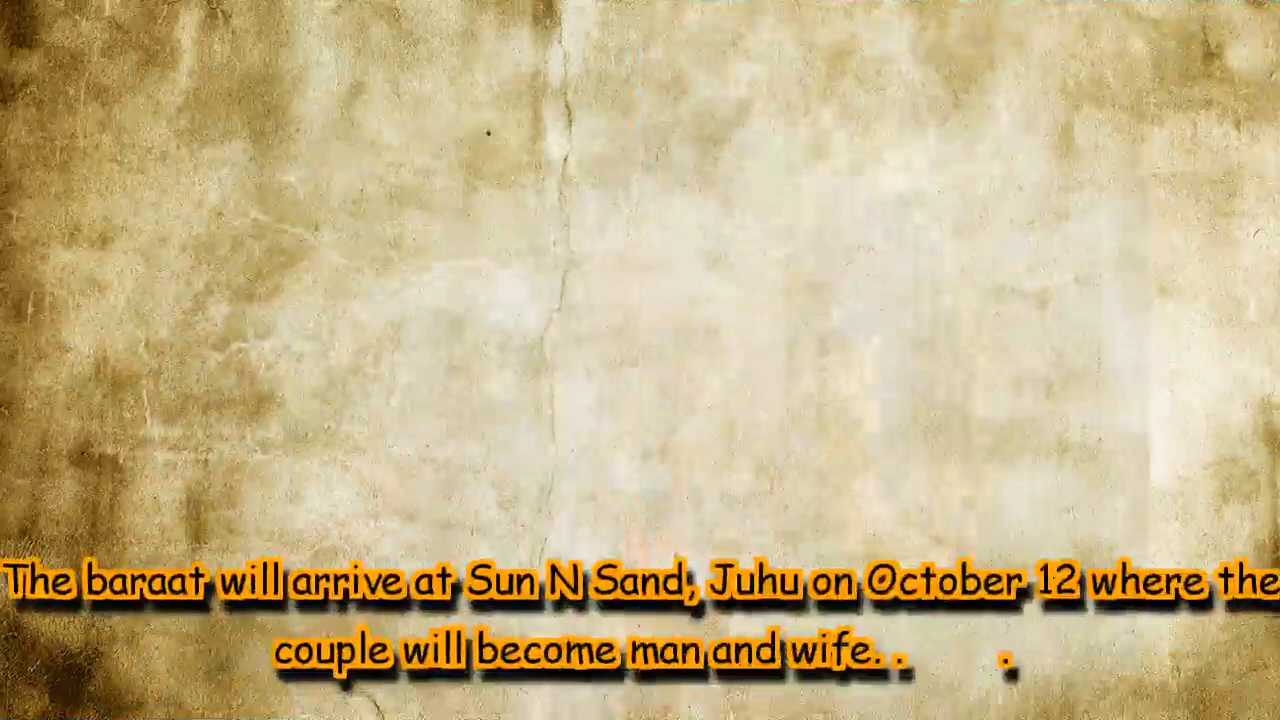 The baraat will arrive at Sun N Sand, Juhu on October 12 where the
couple will become man and wife. . .